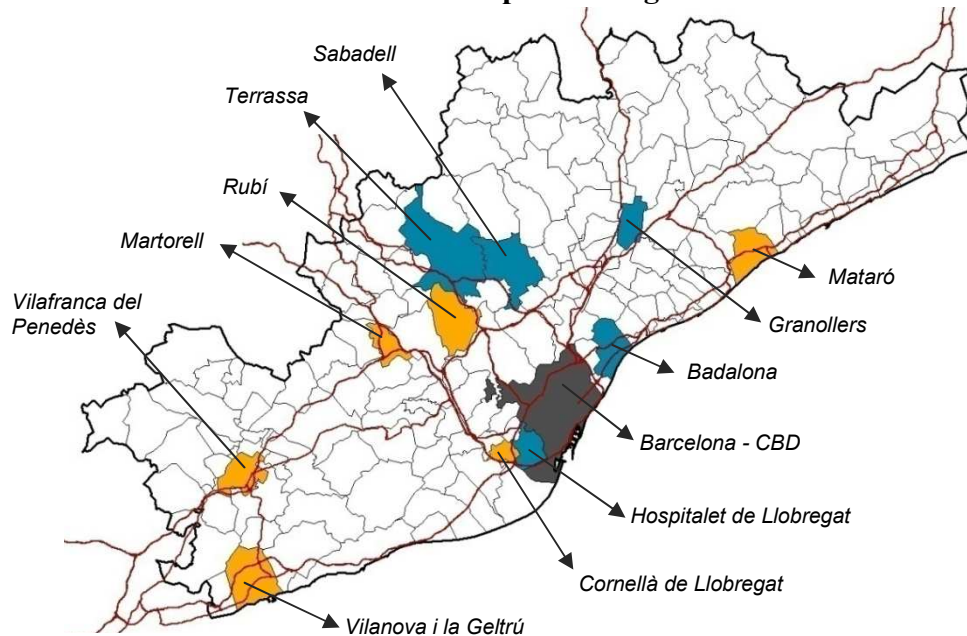 Sabadell
Terrassa
Rubí
Martorell
Vilafranca del
Penedès
Mataró
Granollers
Badalona
Barcelona - CBD
Hospitalet de Llobregat
Cornellà de Llobregat
Vilanova i la Geltrú